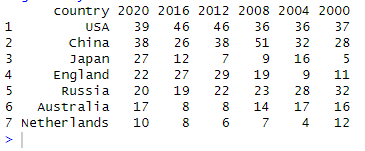 country 2020 2016 2012 2008 2004 2000
1 USA 39 46 46 36 36 37
2 China 38 26 38 51 32 28
3 Japan 27 12 7 9 16 5
4 England 22 27 29 19 9 11
5 Russia 20 19 22 23 28 32
6 Australia 17 8 8 14 17 16
7 Netherlands 10 8 6 7 4 12
>